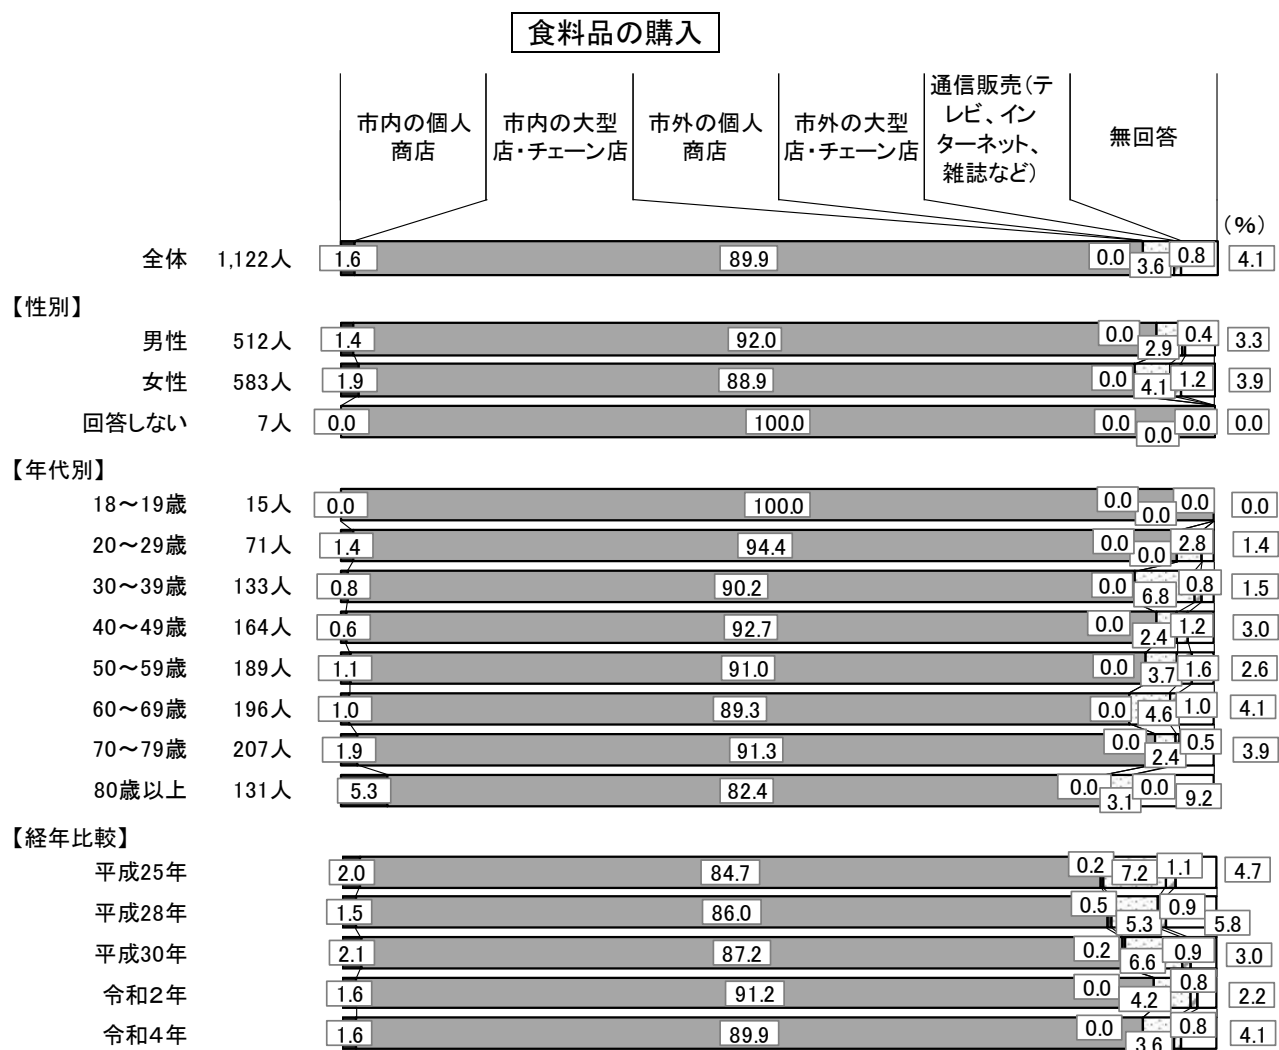 食料品の購入
市内の個人
商店
市内の大型
店・チェーン店
市外の個人
商店
市外の大型
店・チェーン店
通信販売(テ
レビ、イン
ターネット、
雑誌など)
無回答
(%)
全体 1,122人 1.6 89.9 0.0 3.6 0.8 4.1
【性別】
男性 512人 1.4 92.0 0.0 2.9 0.4 3.3
女性 583人 1.9 88.9 0.0 4.1 1.2 3.9
回答しない 7人 0.0 100.0 0.0 0.0 0.0 0.0
【年代別】
18～19歳 15人 0.0 100.0 0.0 0.0 0.0 0.0
20～29歳 71人 1.4 94.4 0.0 0.0 2.8 1.4
30～39歳 133人 0.8 90.2 0.0 6.8 0.8 1.5
40～49歳 164人 0.6 92.7 0.0 2.4 1.2 3.0
50～59歳 189人 1.1 91.0 0.0 3.7 1.6 2.6
60～69歳 196人 1.0 89.3 0.0 4.6 1.0 4.1
70～79歳 207人 1.9 91.3 0.0 2.4 0.5 3.9
80歳以上 131人 5.3 82.4 0.0 3.1 0.0 9.2
【経年比較】
平成25年 2.0 84.7 0.2 7.2 1.1 4.7
平成28年 1.5 86.0 0.5 5.3 0.9 5.8
平成30年 2.1 87.2 0.2 6.6 0.9 3.0
令和2年 1.6 91.2 0.0 4.2 0.8 2.2
令和4年 1.6 89.9 0.0 3.6 0.8 4.1